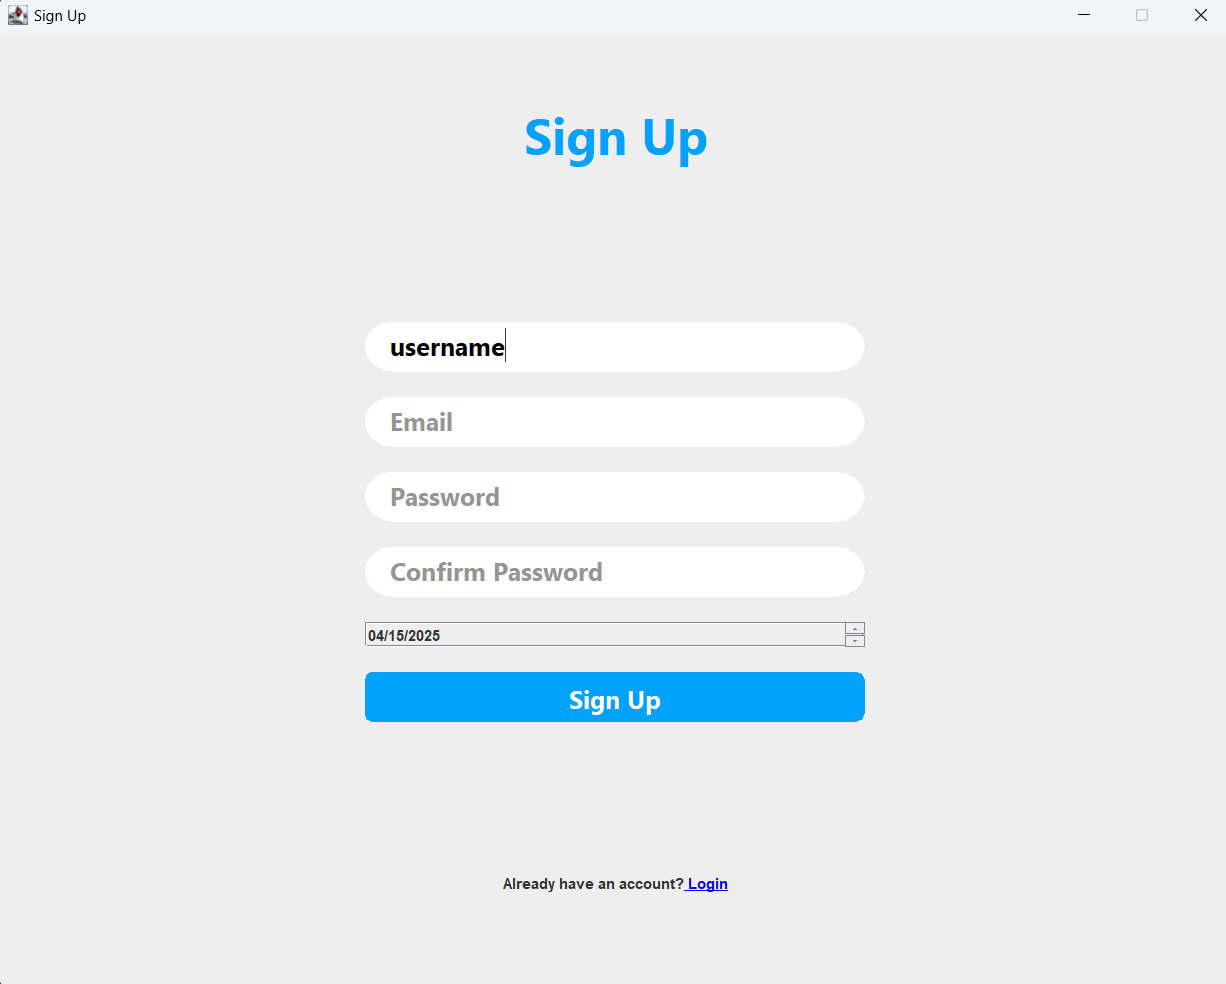 Sign Up
Sign Up
username
Email
Password
Confirm Password
04/15/2025
Sign Up
Already have an account? Login